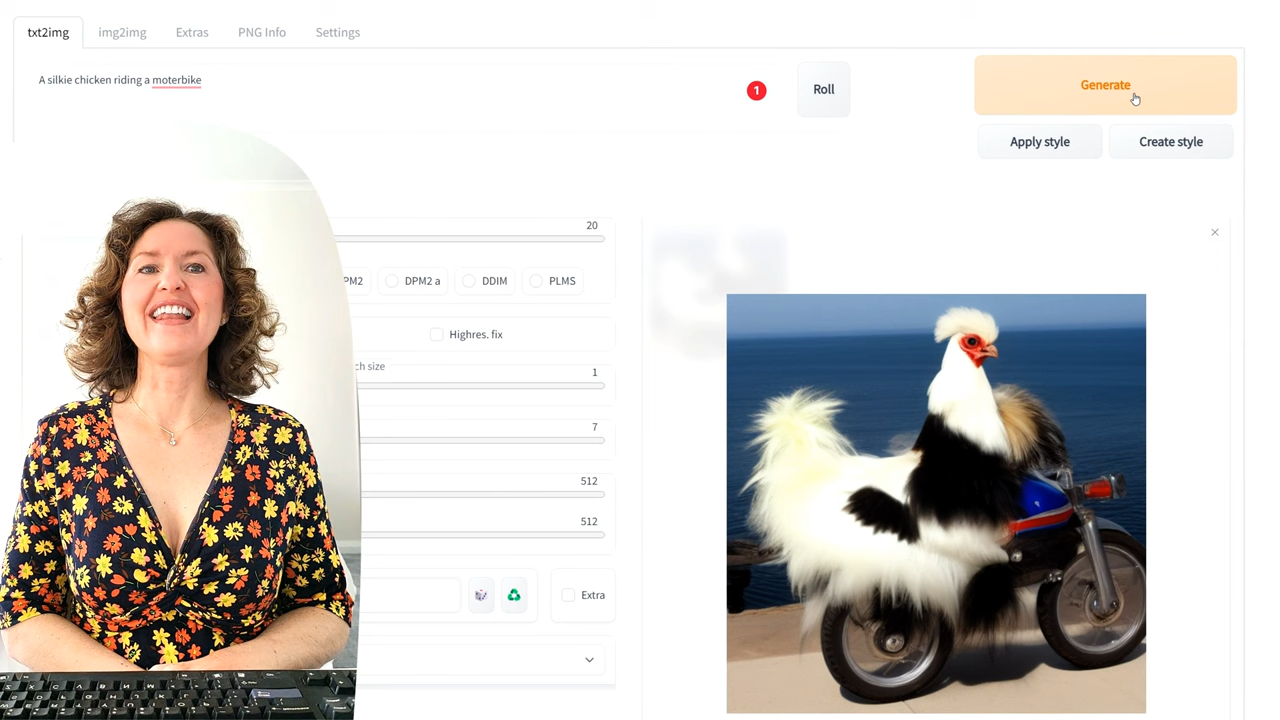 txt2img img2img Extras PNG Info Settings
A silkie chicken riding a moterbike
1
Roll
Generate
Apply style Create style
20
PM2 DPM2 a DDIM PLMS
Highres. fix
ch size
1
7
512
512
Extra